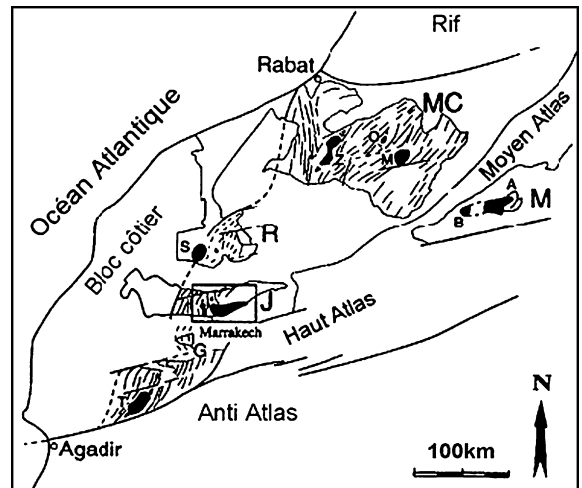 Rif
Rabat
MC
Océan Atlantique
O
Z
M
Moyen Atlas
A
M
B
Bloc côtier
S
R
J
Marrakech
Haut Atlas
G
T
Anti Atlas
N
Agadir
100km